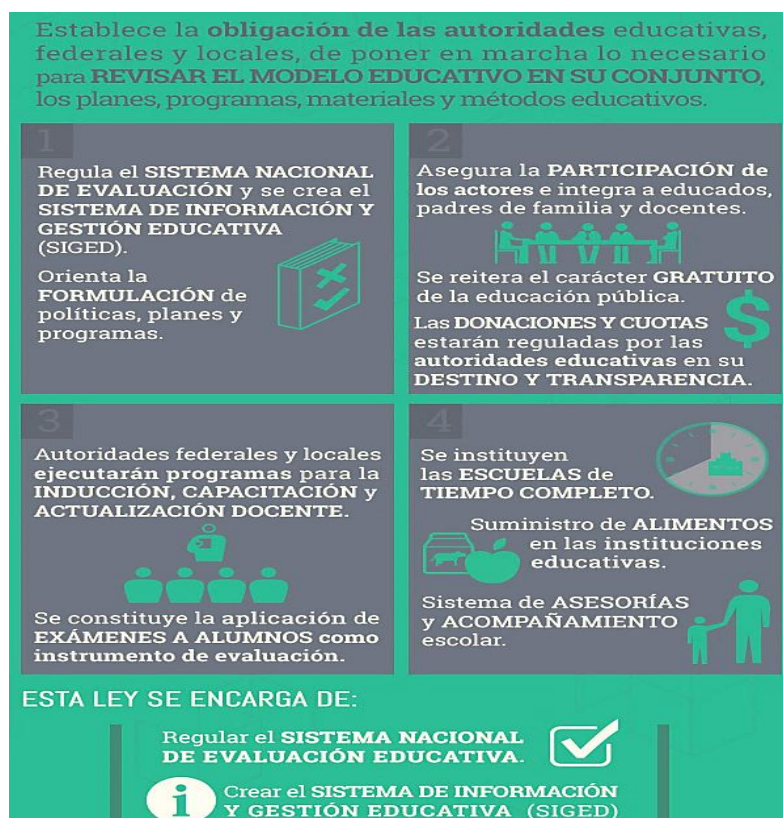 Establece la obligación de las autoridades educativas,
federales y locales, de poner en marcha lo necesario
para REVISAR EL MODELO EDUCATIVO EN SU CONJUNTO,
los planes, programas, materiales y métodos educativos.
1
Regula el SISTEMA NACIONAL
DE EVALUACIÓN y se crea el
SISTEMA DE INFORMACIÓN Y
GESTIÓN EDUCATIVA
(SIGED).
Orienta la
FORMULACIÓN de
políticas, planes y
programas.
2
Asegura la PARTICIPACIÓN de
los actores e integra a educados,
padres de familia y docentes.
Se reitera el carácter GRATUITO
de la educación pública.
Las DONACIONES Y CUOTAS
estarán reguladas por las
autoridades educativas en su
DESTINO Y TRANSPARENCIA.
$
3
Autoridades federales y locales
ejecutarán programas para la
INDUCCIÓN, CAPACITACIÓN y
ACTUALIZACIÓN DOCENTE.
Se constituye la aplicación de
EXÁMENES A ALUMNOS como
instrumento de evaluación.
4
Se instituyen
las ESCUELAS de
TIEMPO COMPLETO.
Suministro de ALIMENTOS
en las instituciones
educativas.
Sistema de ASESORÍAS
y ACOMPAÑAMIENTO
escolar.
ESTA LEY SE ENCARGA DE:
Regular el SISTEMA NACIONAL
DE EVALUACIÓN EDUCATIVA.
i
Crear el SISTEMA DE INFORMACIÓN
Y GESTIÓN EDUCATIVA (SIGED)